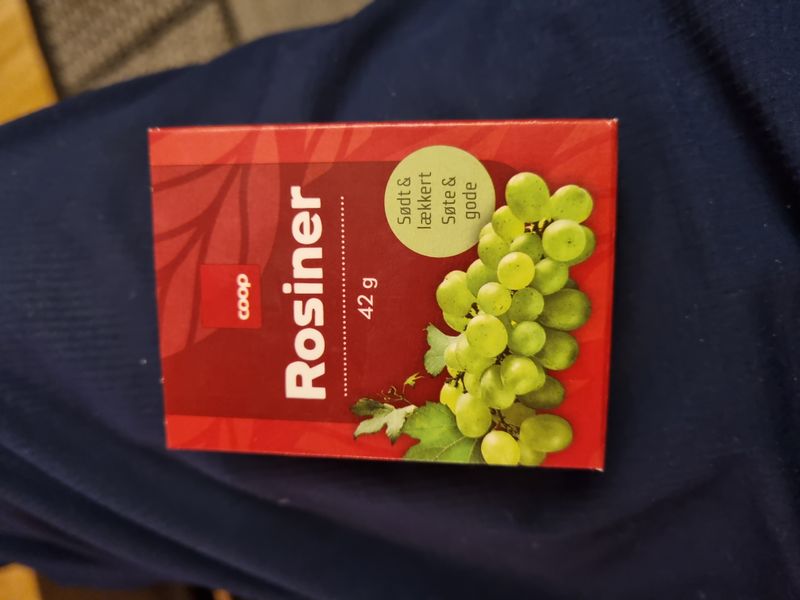 coop
Rosiner
42 g
Sødt &
lækkert
Søte &
gode